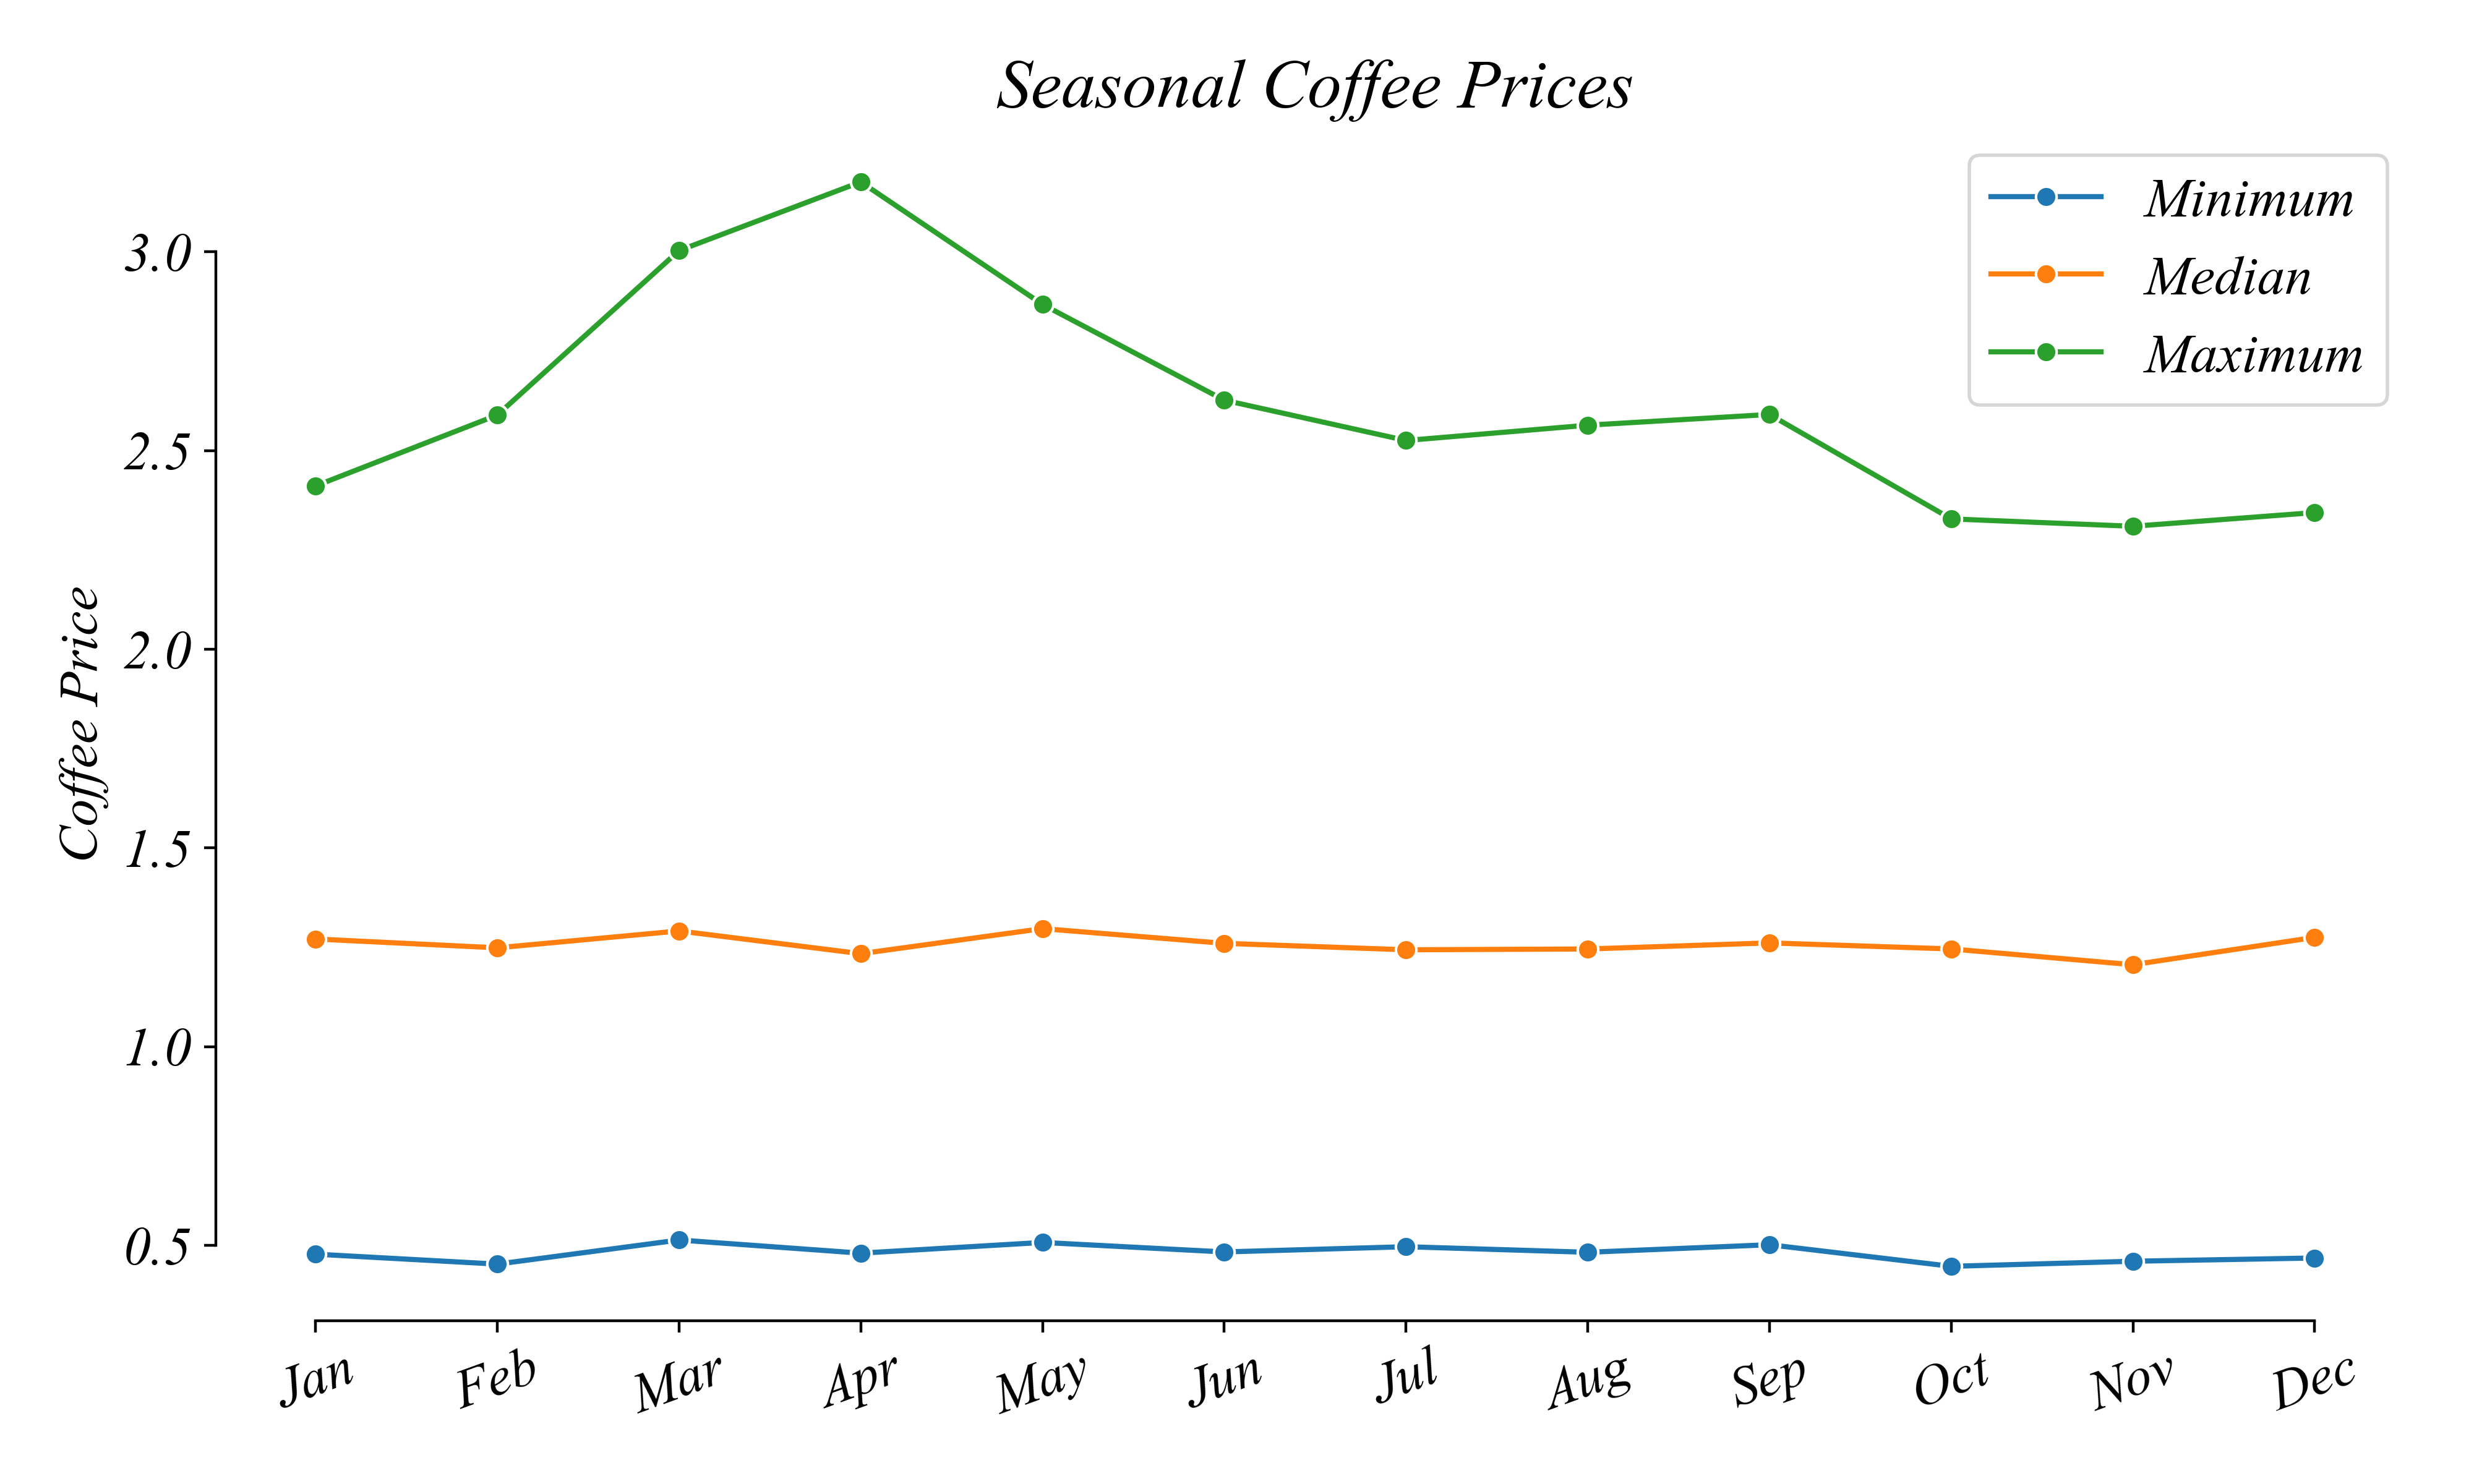 Seasonal Coffee Prices
Minimum
Median
Maximum
Coffee Price
3.0
2.5
2.0
1.5
1.0
0.5
Jan Feb Mar Apr May Jun Jul Aug Sep Oct Nov Dec